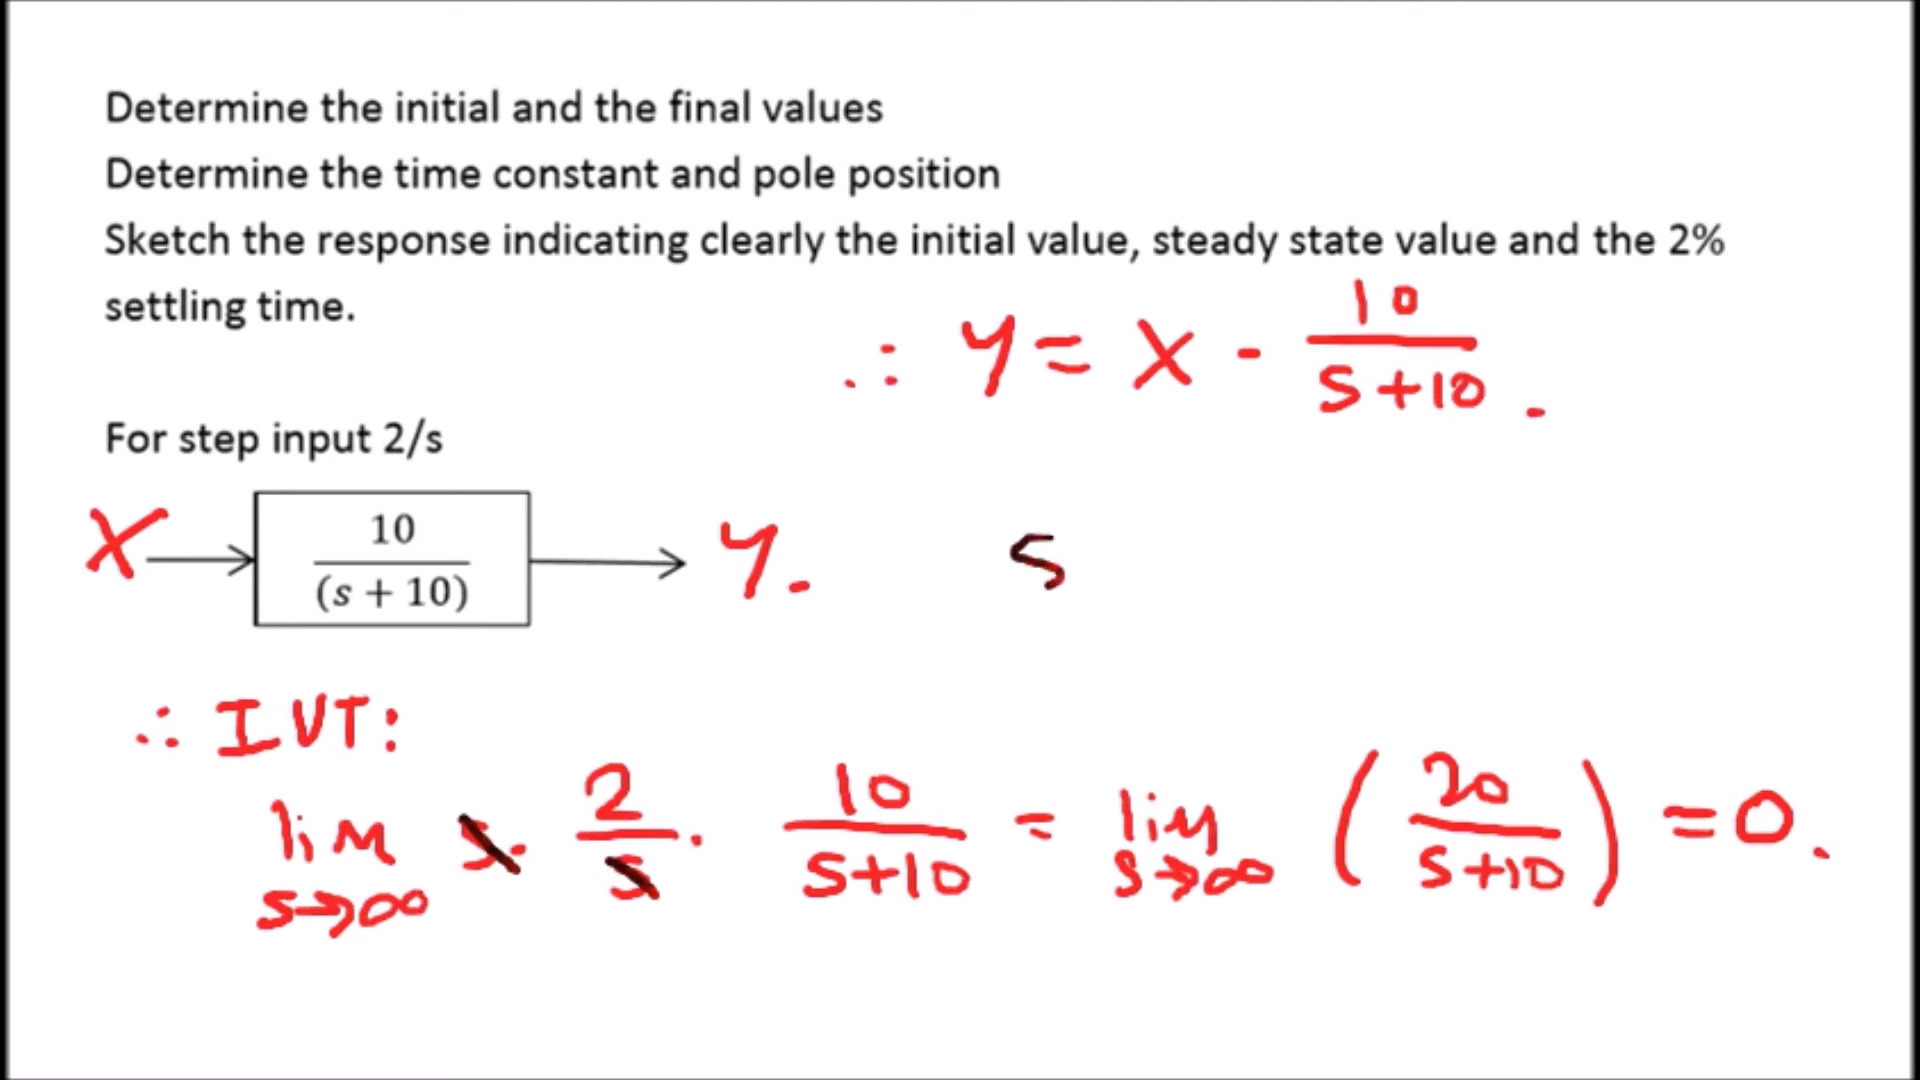 Determine the initial and the final values
Determine the time constant and pole position
Sketch the response indicating clearly the initial value, steady state value and the 2%
settling time.
∴ Y = X - 10/(S+10) .
For step input 2/s
X → 10/(s + 10) → Y.
S
∴ IVT:
lim s→∞ s. 2/s . 10/(s+10) = lim s→∞ (20/(s+10)) = 0.